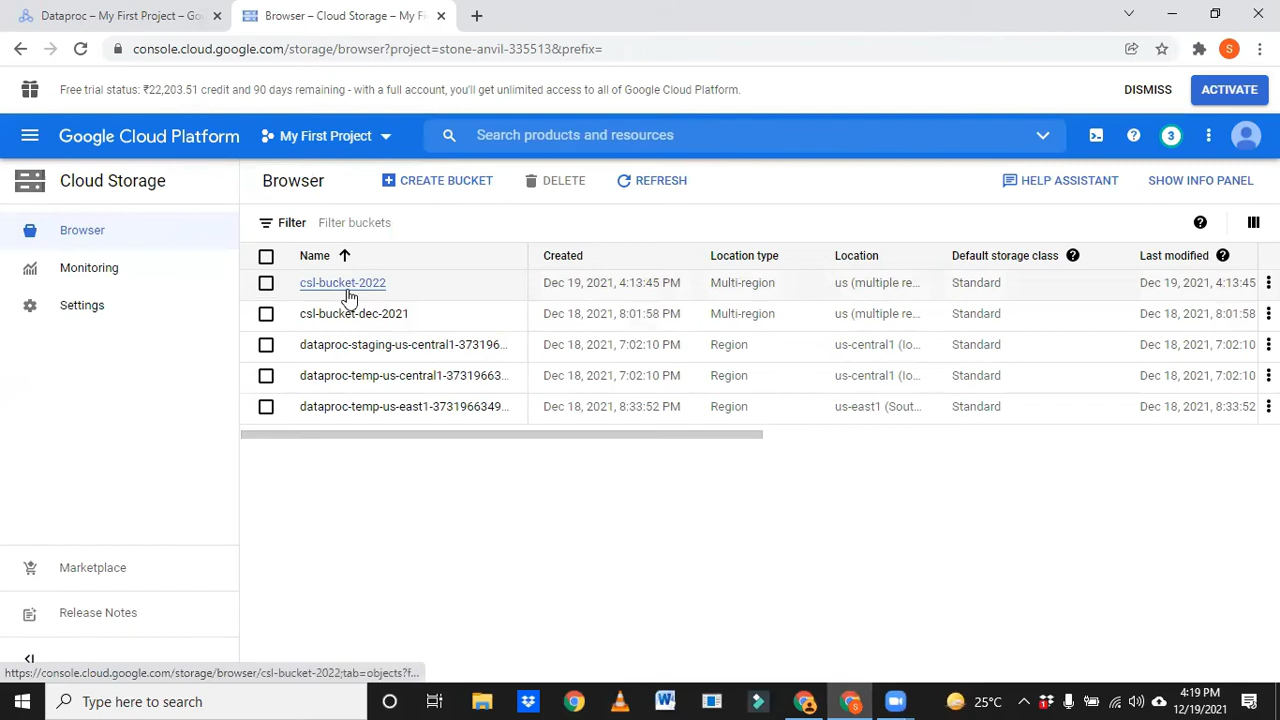 Dataproc – My First Project – Goo
Browser – Cloud Storage – My Fi
console.cloud.google.com/storage/browser?project=stone-anvil-335513&prefix=
S
Free trial status: ₹22,203.51 credit and 90 days remaining - with a full account, you'll get unlimited access to all of Google Cloud Platform.
DISMISS
ACTIVATE
Google Cloud Platform
My First Project
Search products and resources
3
Cloud Storage
Browser
CREATE BUCKET
DELETE
REFRESH
HELP ASSISTANT
SHOW INFO PANEL
Browser
Monitoring
Settings
Filter Filter buckets
Name Created Location type Location Default storage class Last modified
csl-bucket-2022 Dec 19, 2021, 4:13:45 PM Multi-region us (multiple re... Standard Dec 19, 2021, 4:13:45
csl-bucket-dec-2021 Dec 18, 2021, 8:01:58 PM Multi-region us (multiple re... Standard Dec 18, 2021, 8:01:58
dataproc-staging-us-central1-373196... Dec 18, 2021, 7:02:10 PM Region us-central1 (Io... Standard Dec 18, 2021, 7:02:10
dataproc-temp-us-central1-37319663... Dec 18, 2021, 7:02:10 PM Region us-central1 (Io... Standard Dec 18, 2021, 7:02:10
dataproc-temp-us-east1-3731966349... Dec 18, 2021, 8:33:52 PM Region us-east1 (Sout... Standard Dec 18, 2021, 8:33:52
Marketplace
Release Notes
https://console.cloud.google.com/storage/browser/csl-bucket-2022;tab=objects?f...
Type here to search
25°C
4:19 PM
12/19/2021